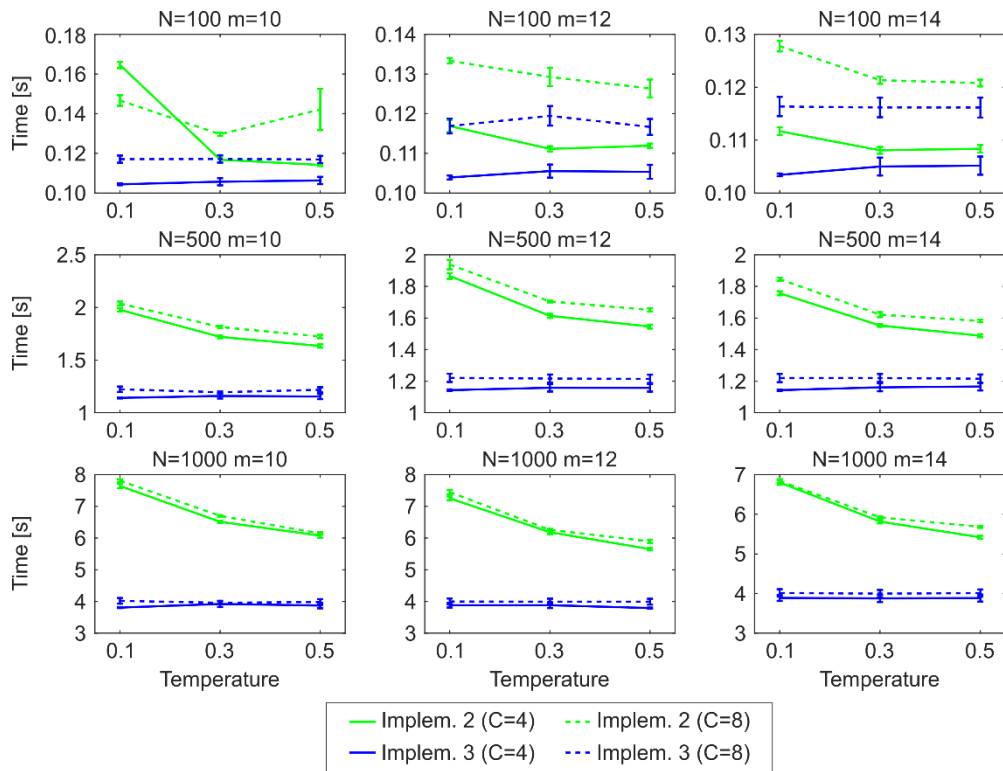 N=100 m=10
N=100 m=12
N=100 m=14
Time [s]
0.18
0.16
0.14
0.12
0.10
0.1 0.3 0.5
0.14
0.13
0.12
0.11
0.10
0.1 0.3 0.5
0.13
0.12
0.11
0.10
0.1 0.3 0.5
N=500 m=10
N=500 m=12
N=500 m=14
Time [s]
2.5
2
1.5
1
0.1 0.3 0.5
2
1.8
1.6
1.4
1.2
1
0.1 0.3 0.5
2
1.8
1.6
1.4
1.2
1
0.1 0.3 0.5
N=1000 m=10
N=1000 m=12
N=1000 m=14
Time [s]
8
7
6
5
4
3
0.1 0.3 0.5
8
7
6
5
4
3
0.1 0.3 0.5
7
6
5
4
3
0.1 0.3 0.5
Temperature
Temperature
Temperature
Implem. 2 (C=4)
Implem. 2 (C=8)
Implem. 3 (C=4)
Implem. 3 (C=8)